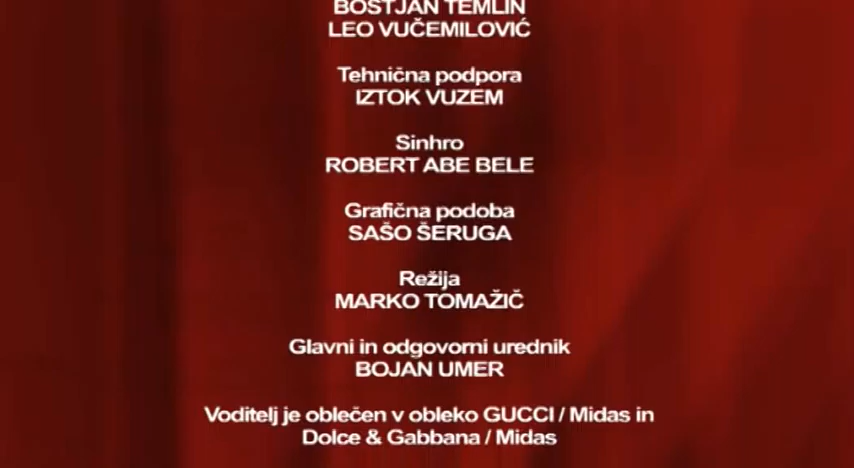 BOŠTJAN TEMLIN
LEO VUČEMILOVIĆ
Tehnična podpora
IZTOK VUZEM
Sinhro
ROBERT ABE BELE
Grafična podoba
SAŠO ŠERUGA
Režija
MARKO TOMAŽIČ
Glavni in odgovorni urednik
BOJAN UMER
Voditelj je oblečen v obleko GUCCI / Midas in
Dolce & Gabbana / Midas